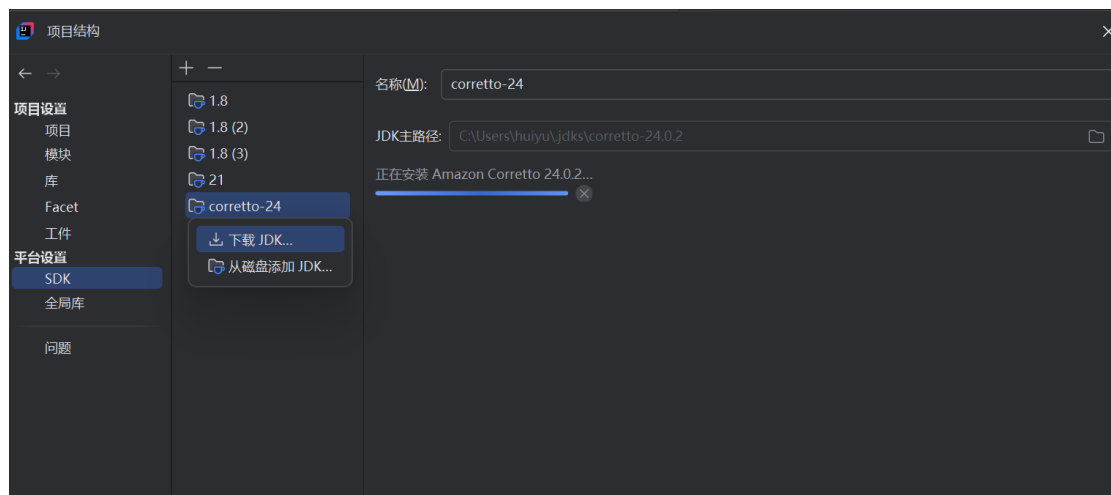 项目结构
项目设置
项目
模块
库
Facet
工件
平台设置
SDK
全局库
问题
1.8
1.8 (2)
1.8 (3)
21
corretto-24
下载 JDK...
从磁盘添加 JDK...
名称(M):
corretto-24
JDK主路径:
C:\Users\huiyu\.jdks\corretto-24.0.2
正在安装 Amazon Corretto 24.0.2...